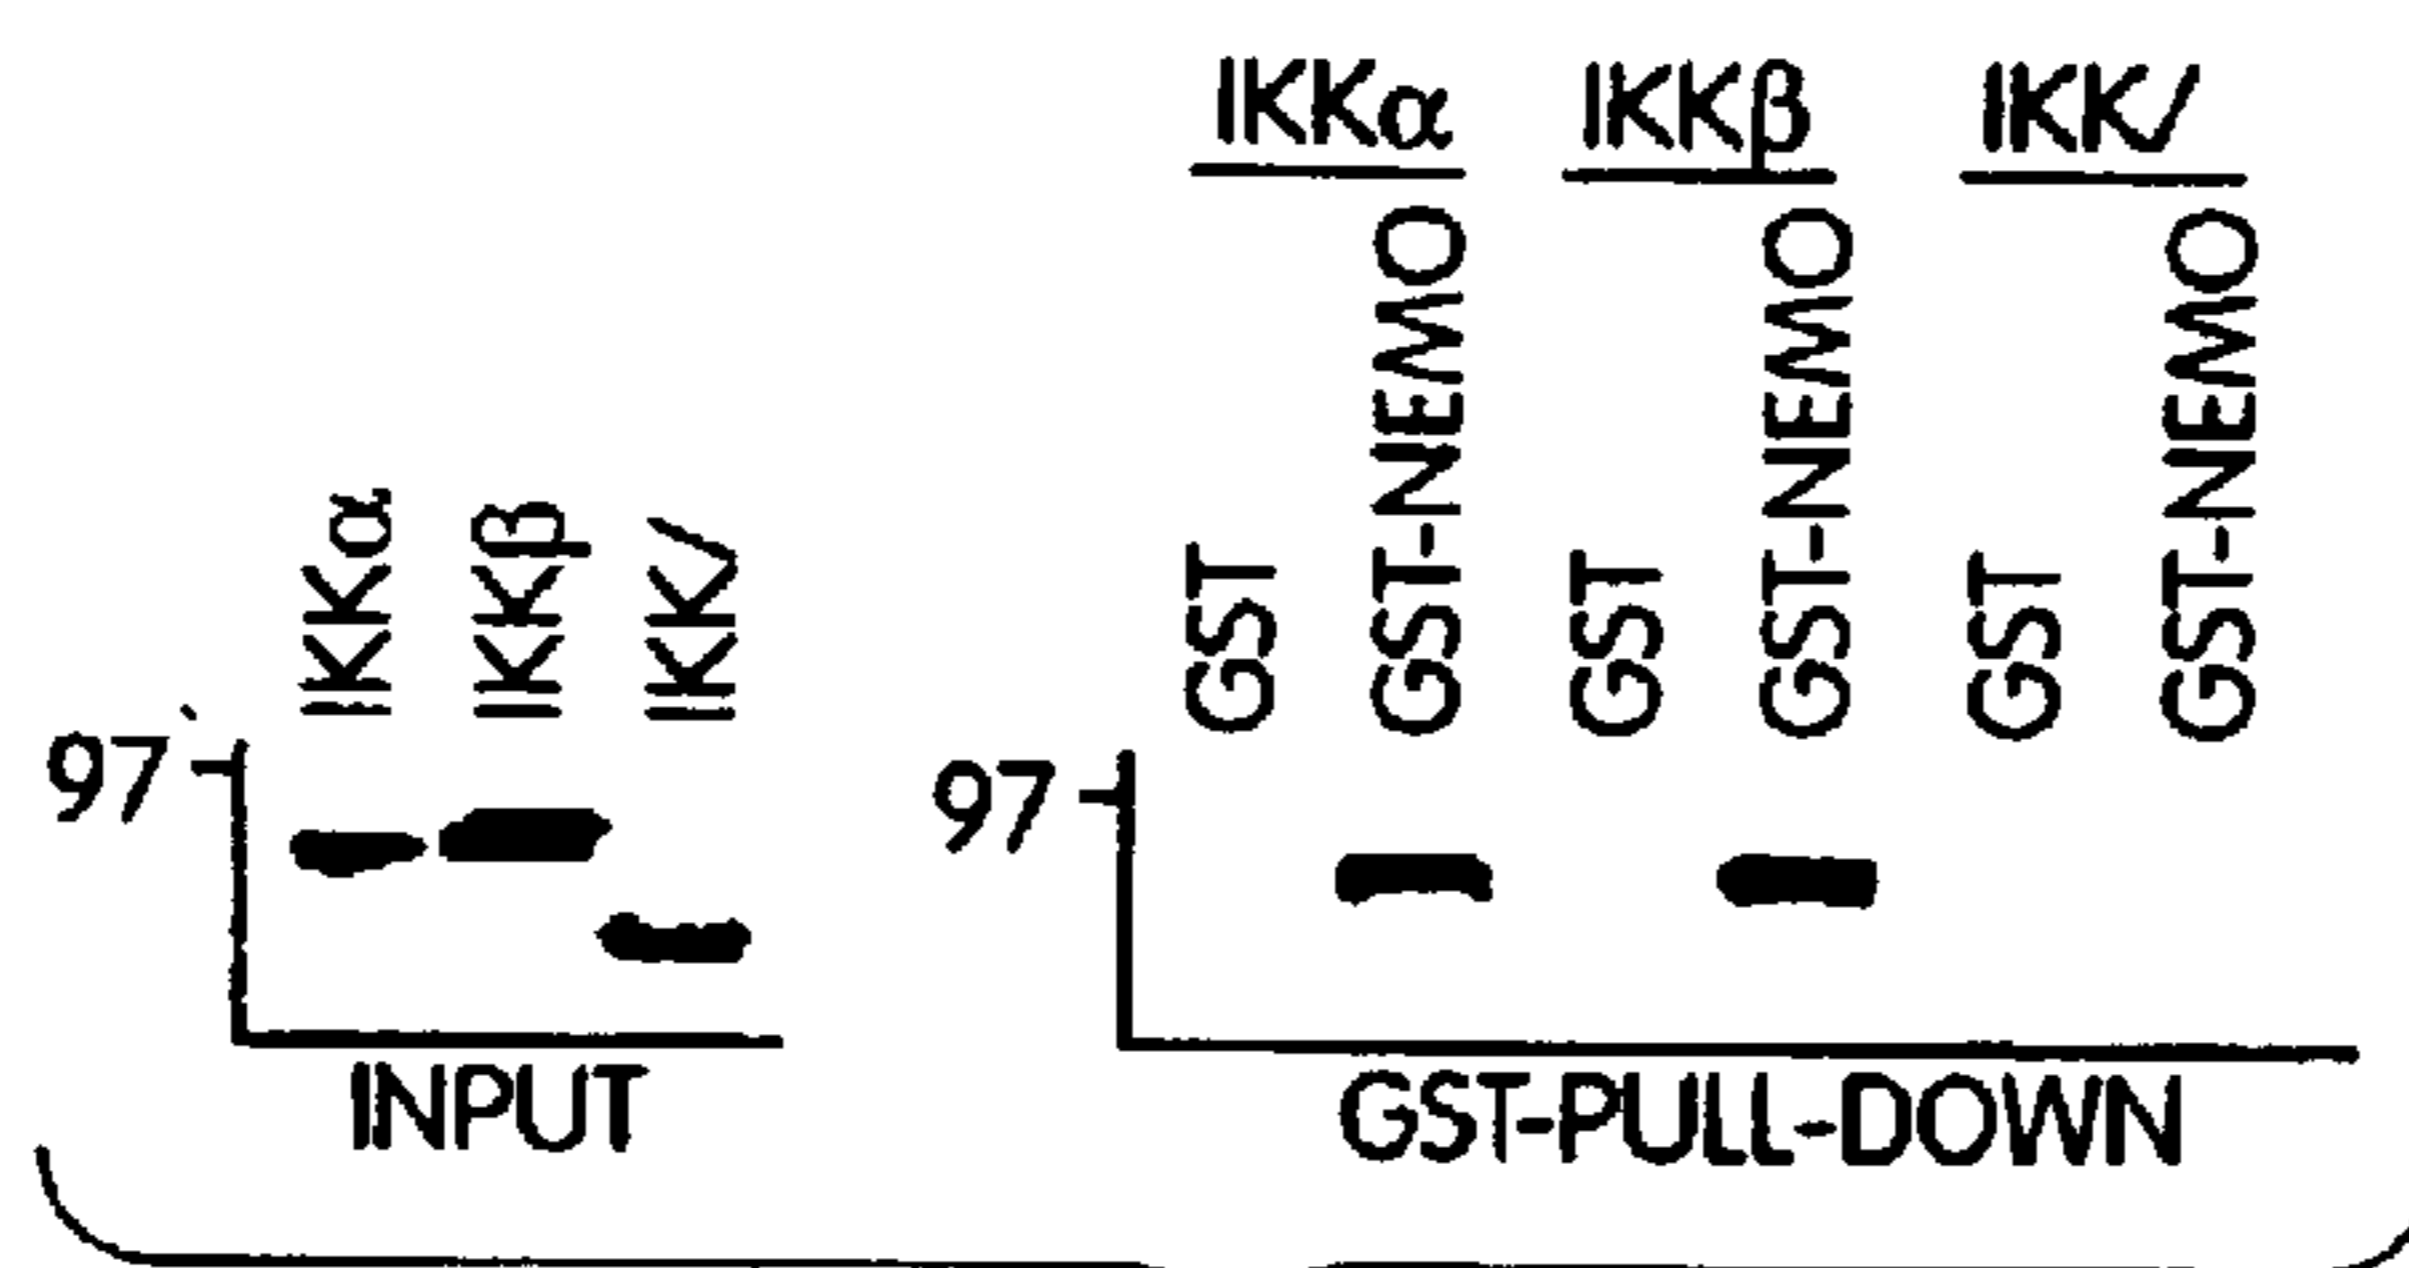 IKKα IKKβ IKK/
97
INPUT
IKKα IKKβ IKK/
GST GST-NEMO GST GST-NEMO GST GST-NEMO
97
GST-PULL-DOWN